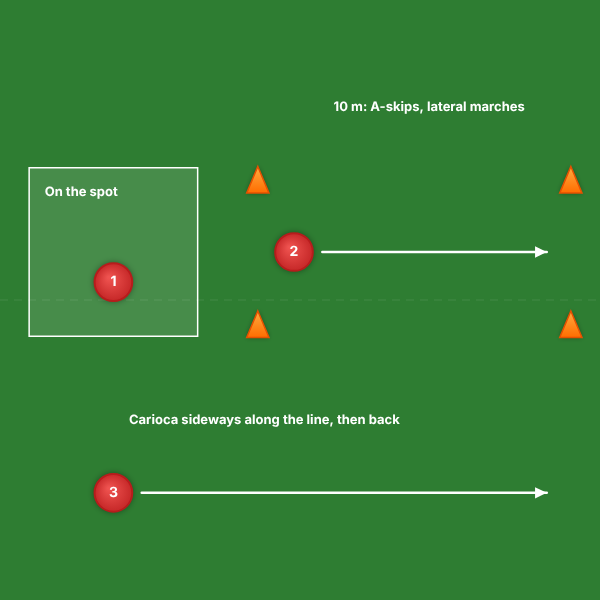 10 m: A-skips, lateral marches
On the spot
2
1
Carioca sideways along the line, then back
3